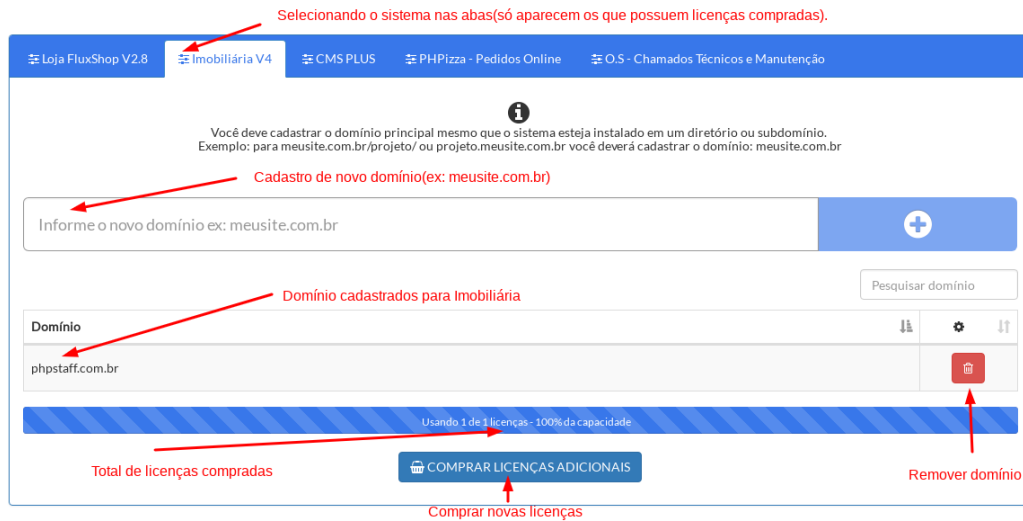 Selecionando o sistema nas abas(só aparecem os que possuem licenças compradas).
Loja FluxShop V2.8 Imobiliária V4 CMS PLUS PHPizza - Pedidos Online O.S - Chamados Técnicos e Manutenção
Você deve cadastrar o domínio principal mesmo que o sistema esteja instalado em um diretório ou subdomínio.
Exemplo: para meusite.com.br/projeto/ ou projeto.meusite.com.br você deverá cadastrar o domínio: meusite.com.br
Cadastro de novo domínio(ex: meusite.com.br)
Informe o novo domínio ex: meusite.com.br
Pesquisar domínio
Domínio cadastrados para Imobiliária
Domínio
phpstaff.com.br
Usando 1 de 1 licenças - 100% da capacidade
Total de licenças compradas
COMPRAR LICENÇAS ADICIONAIS
Remover domínio
Comprar novas licenças